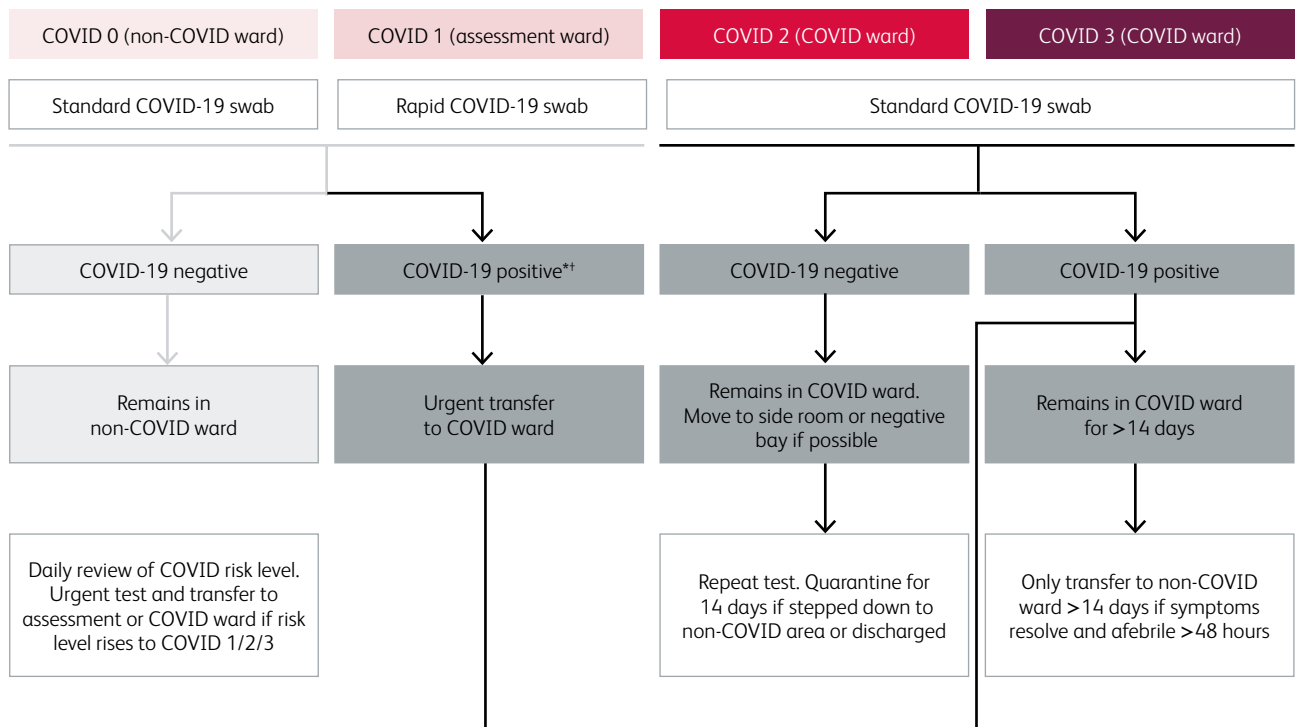 COVID 0 (non-COVID ward)
COVID 1 (assessment ward)
COVID 2 (COVID ward)
COVID 3 (COVID ward)
Standard COVID-19 swab
Rapid COVID-19 swab
Standard COVID-19 swab
COVID-19 negative
COVID-19 positive*†
COVID-19 negative
COVID-19 positive
Remains in
non-COVID ward
Urgent transfer
to COVID ward
Remains in COVID ward.
Move to side room or negative
bay if possible
Remains in COVID ward
for >14 days
Daily review of COVID risk level.
Urgent test and transfer to
assessment or COVID ward if risk
level rises to COVID 1/2/3
Repeat test. Quarantine for
14 days if stepped down to
non-COVID area or discharged
Only transfer to non-COVID
ward >14 days if symptoms
resolve and afebrile >48 hours